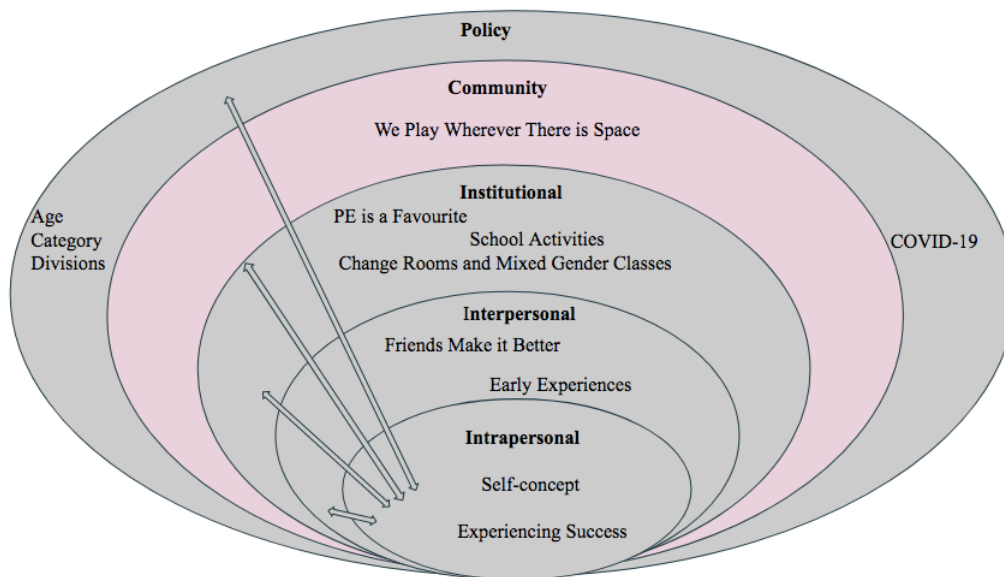 Policy
Community
We Play Wherever There is Space
Institutional
PE is a Favourite
Age
Category
Divisions
School Activities
COVID-19
Change Rooms and Mixed Gender Classes
Interpersonal
Friends Make it Better
Early Experiences
Intrapersonal
Self-concept
Experiencing Success